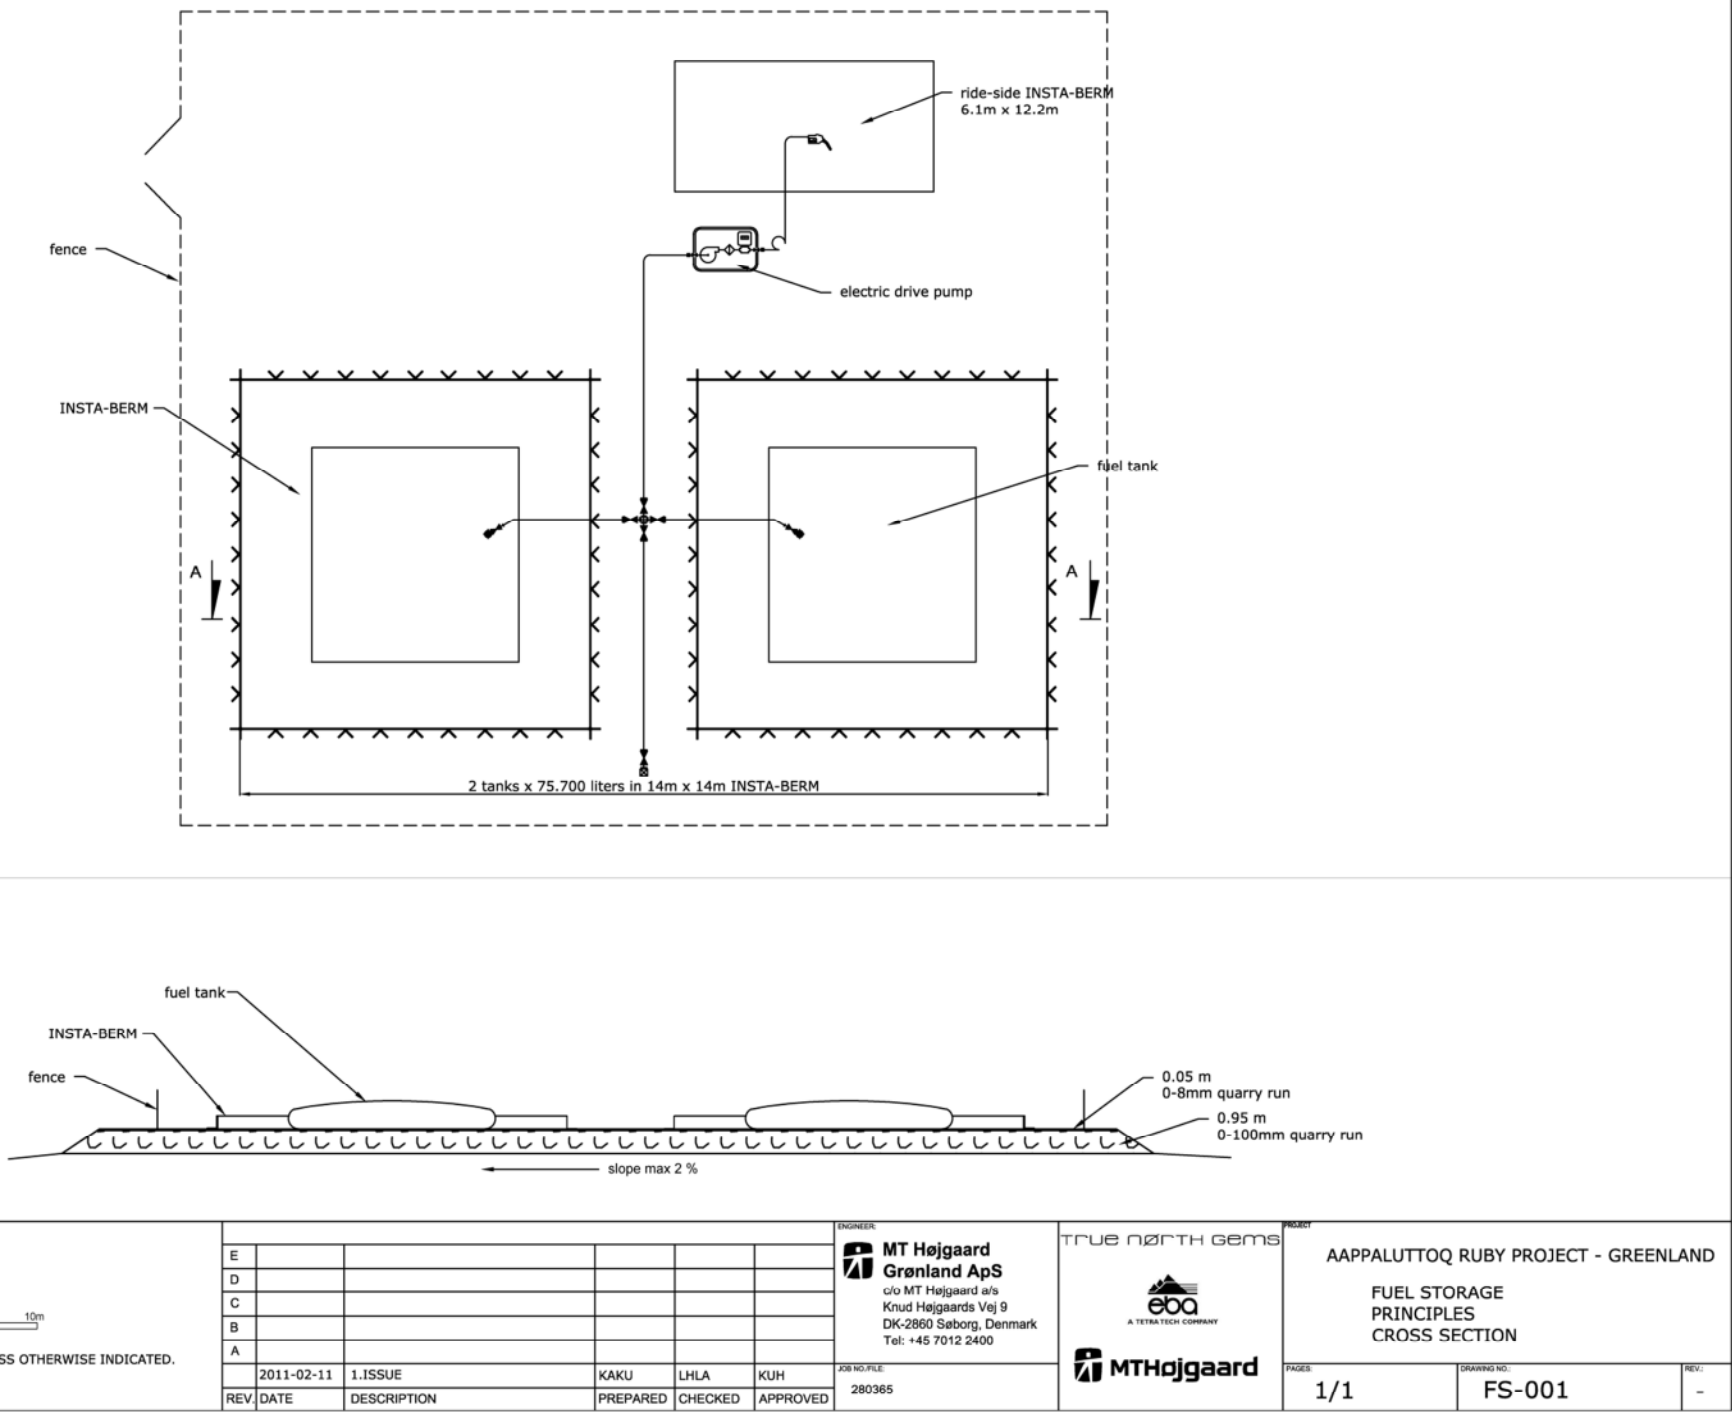 ride-side INSTA-BERM
6.1m x 12.2m
fence
electric drive pump
INSTA-BERM
fuel tank
A
A
2 tanks x 75.700 liters in 14m x 14m INSTA-BERM
fuel tank
INSTA-BERM
fence
0.05 m
0-8mm quarry run
0.95 m
0-100mm quarry run
slope max 2 %
10m
SS OTHERWISE INDICATED.
E
D
C
B
A
2011-02-11 1.ISSUE KAKU LHLA KUH
REV. DATE DESCRIPTION PREPARED CHECKED APPROVED
ENGINEER:
MT Højgaard
Grønland ApS
c/o MT Højgaard a/s
Knud Højgaards Vej 9
DK-2860 Søborg, Denmark
Tel: +45 7012 2400
JOB NO./FILE:
280365
TRUE NØRTH GEMS
eba
A TETRA TECH COMPANY
MTHøjgaard
PROJECT
AAPPALUTTOQ RUBY PROJECT - GREENLAND
FUEL STORAGE
PRINCIPLES
CROSS SECTION
PAGES:
1/1
DRAWING NO.:
FS-001
REV.:
-